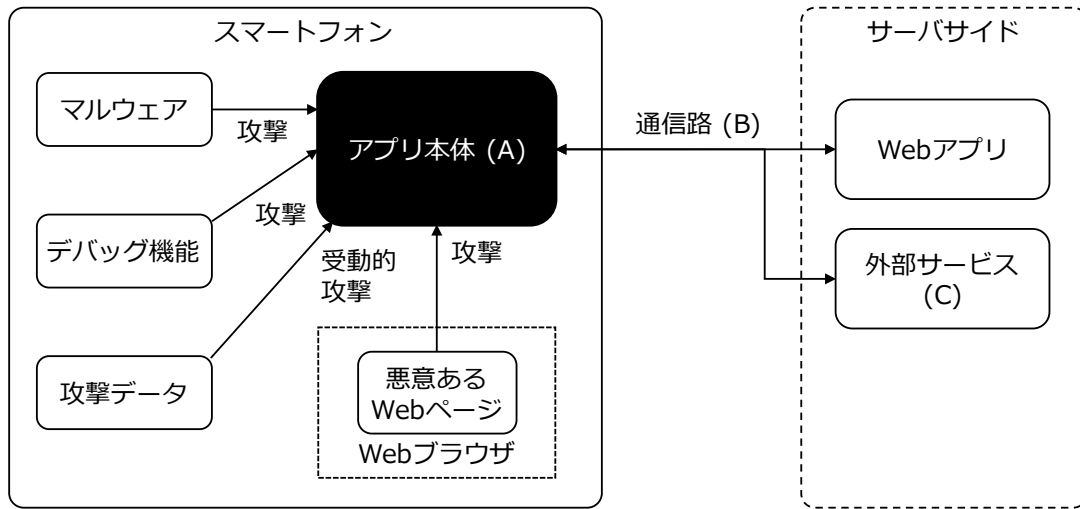 スマートフォン
サーバサイド
マルウェア
攻撃
アプリ本体 (A)
通信路 (B)
Webアプリ
デバッグ機能
攻撃
受動的
攻撃
攻撃
外部サービス
(C)
攻撃データ
悪意ある
Webページ
Webブラウザ